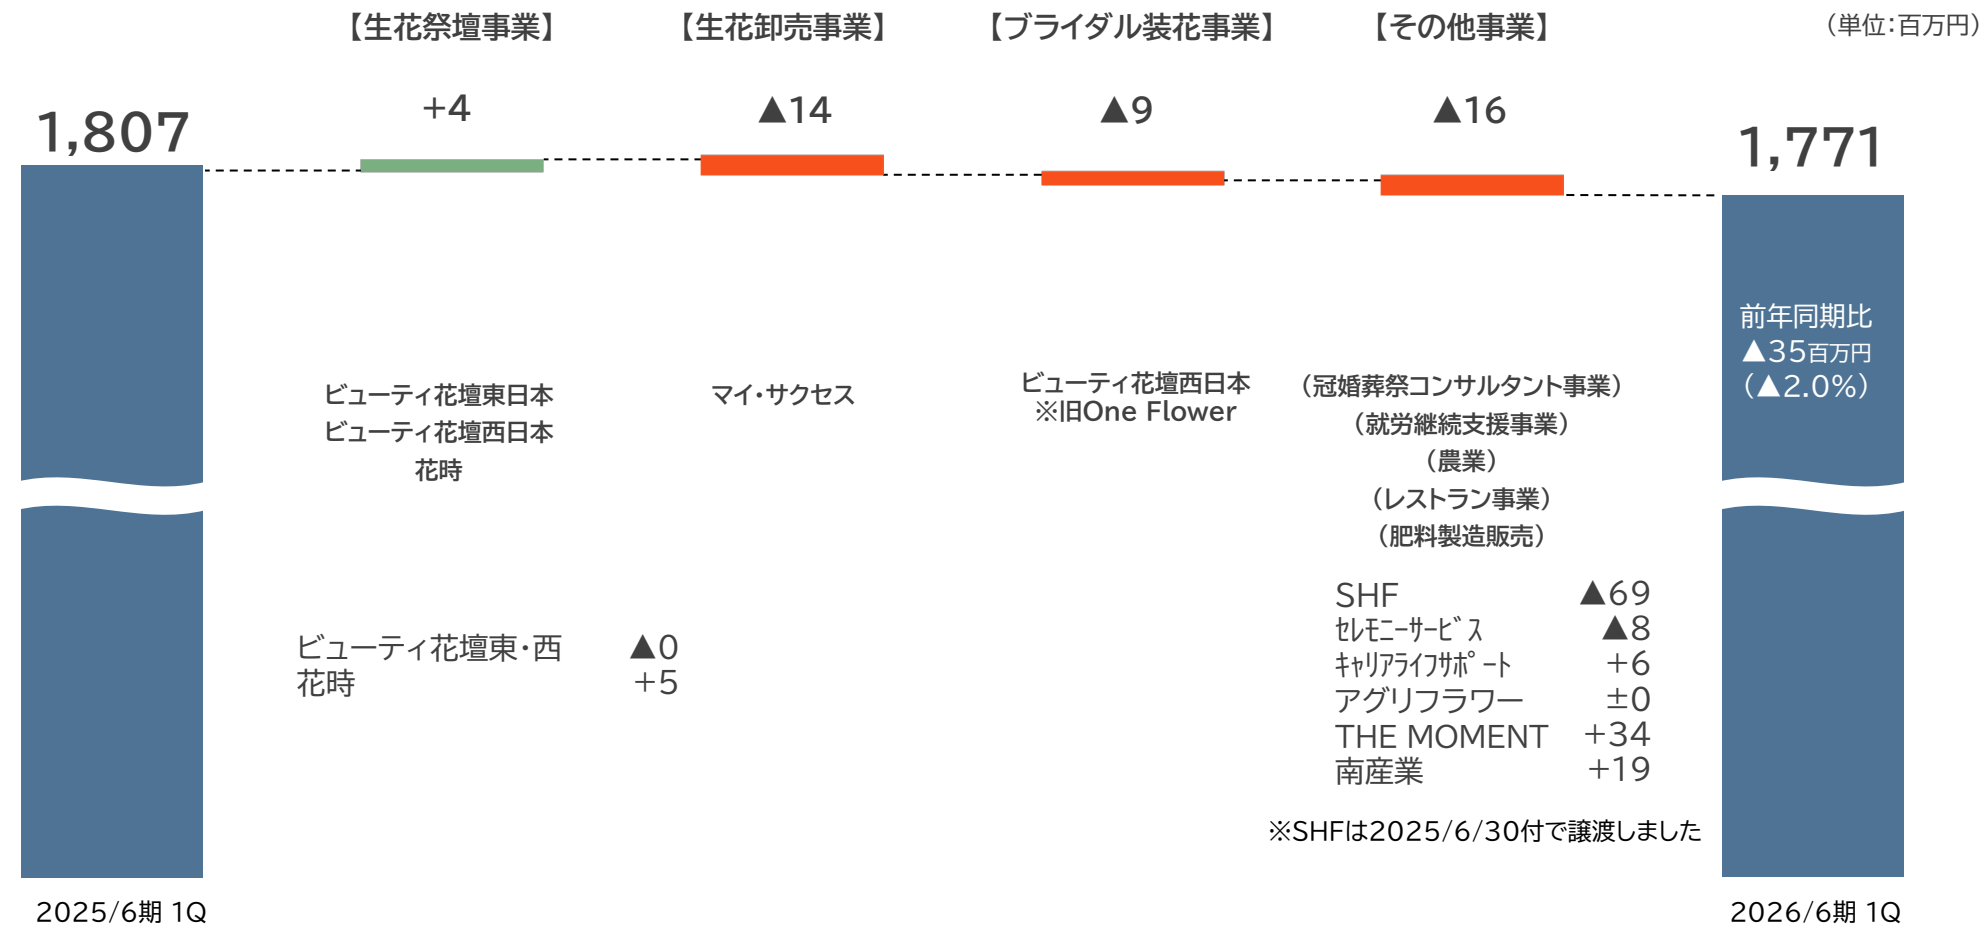 【生花祭壇事業】
【生花卸売事業】
【ブライダル装花事業】
【その他事業】
（単位：百万円）
1,807
+4
▲14
▲9
▲16
1,771
前年同期比
▲35百万円
（▲2.0%）
ビューティ花壇東日本
ビューティ花壇西日本
花時
マイ・サクセス
ビューティ花壇西日本
※旧One Flower
（冠婚葬祭コンサルタント事業）
（就労継続支援事業）
（農業）
（レストラン事業）
（肥料製造販売）
ビューティ花壇東・西 ▲0
花時 +5
SHF ▲69
ｾﾚﾓﾆｰｻｰﾋﾞｽ ▲8
ｷｬﾘｱﾗｲﾌｻﾎﾟｰﾄ +6
アグリフラワー ±0
THE MOMENT +34
南産業 +19
※SHFは2025/6/30付で譲渡しました
2025/6期 1Q
2026/6期 1Q